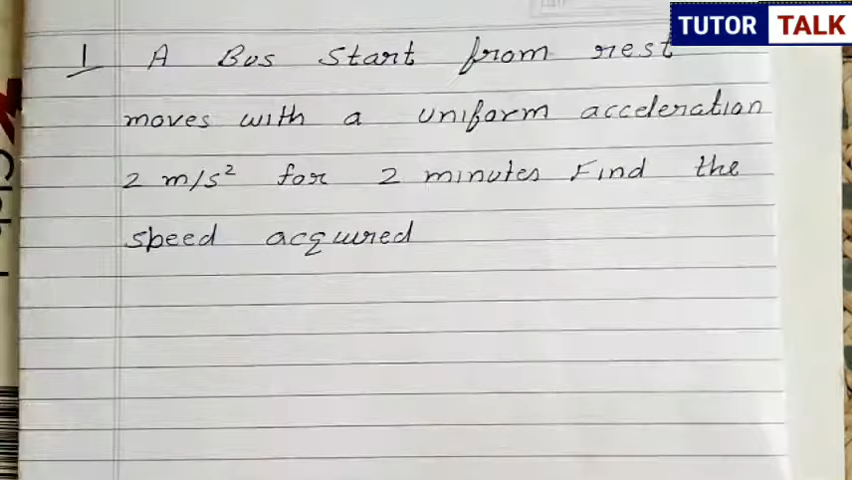 TUTOR TALK
1 A Bus start from rest
moves with a uniform acceleration
2 m/s² for 2 minutes Find the
speed acquired